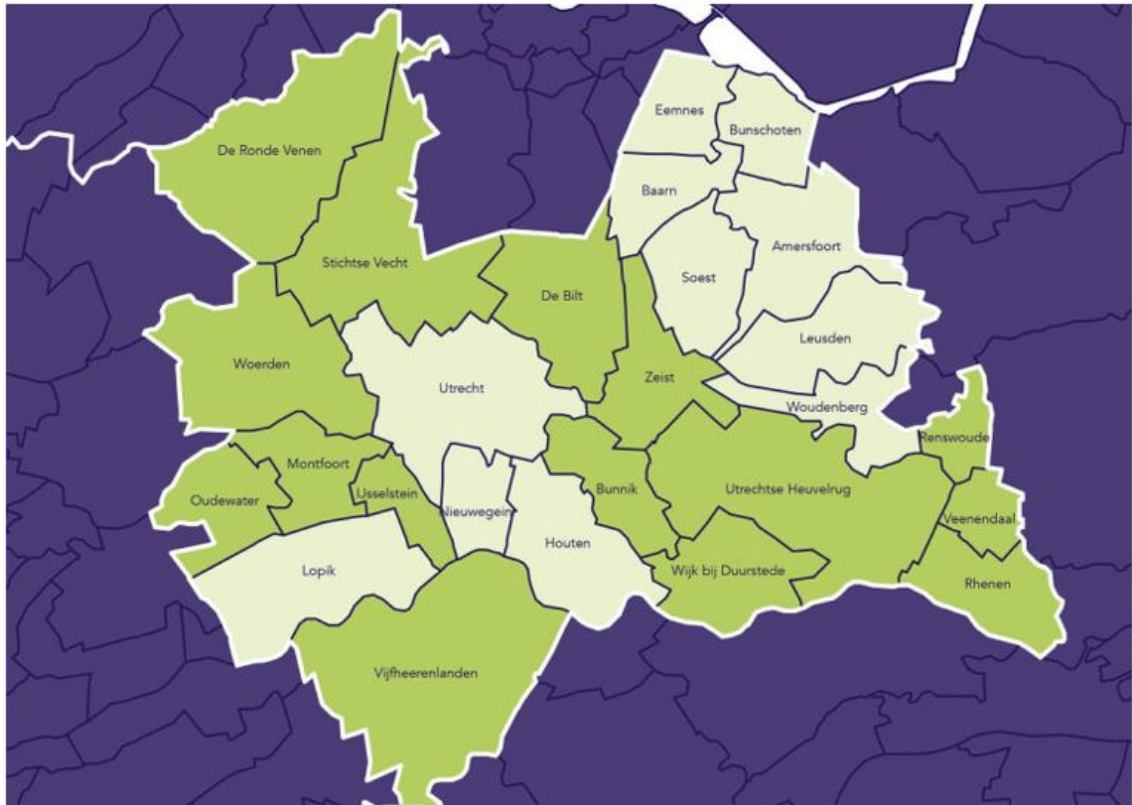 Eemnes
Bunschoten
De Ronde Venen
Baarn
Amersfoort
Stichtse Vecht
Soest
De Bilt
Leusden
Woerden
Zeist
Utrecht
Woudenberg
Renswoude
Montfoort
IJsselstein
Bunnik
Utrechtse Heuvelrug
Oudewater
Nieuwegein
Veenendaal
Houten
Lopik
Wijk bij Duurstede
Rhenen
Vijfheerenlanden